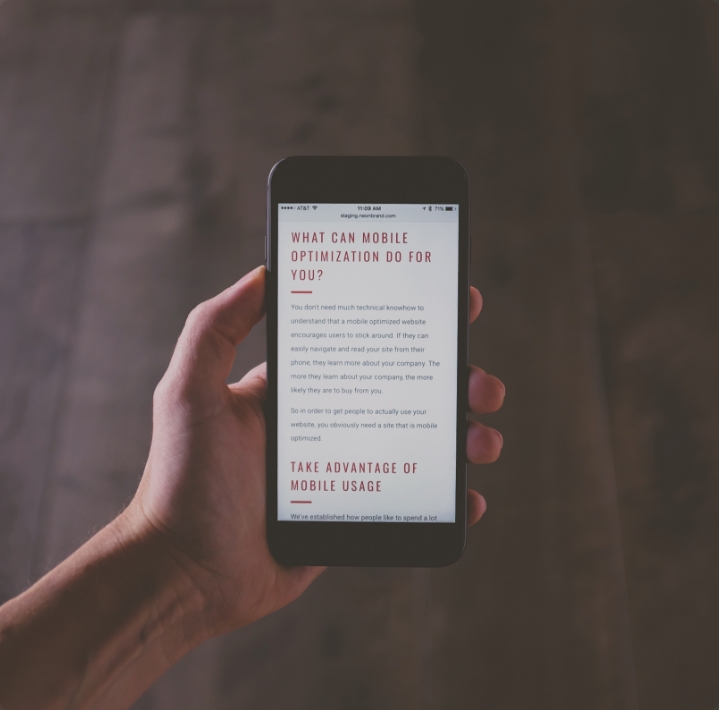 AT&T 11:09 AM 71%
staging.neonbrand.com
WHAT CAN MOBILE
OPTIMIZATION DO FOR
YOU?
You don't need much technical knowhow to
understand that a mobile optimized website
encourages users to stick around. If they can
easily navigate and read your site from their
phone, they learn more about your company. The
more they learn about your company, the more
likely they are to buy from you.
So in order to get people to actually use your
website, you obviously need a site that is mobile
optimized.
TAKE ADVANTAGE OF
MOBILE USAGE
We've established how people like to spend a lot